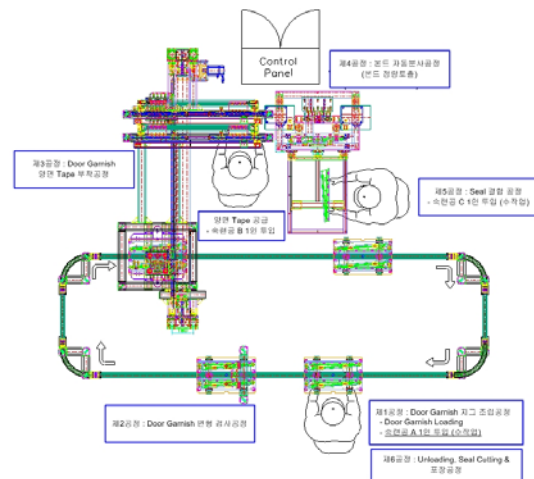 Control
Panel
제4공정 : 본드 자동분사공정
(본드 정량토출)
제3공정 : Door Garnish
양면 Tape 부착공정
양면 Tape 공급
- 숙련공 B 1인 투입
제5공정 : Seal 결합 공정
- 숙련공 C 1인 투입 (수작업)
제2공정 : Door Garnish 변형 검사공정
제1공정 : Door Garnish 지그 조립공정
- Door Garnish Loading
- 숙련공 A 1인 투입 (수작업)
제6공정 : Unloading, Seal Cutting &
포장공정